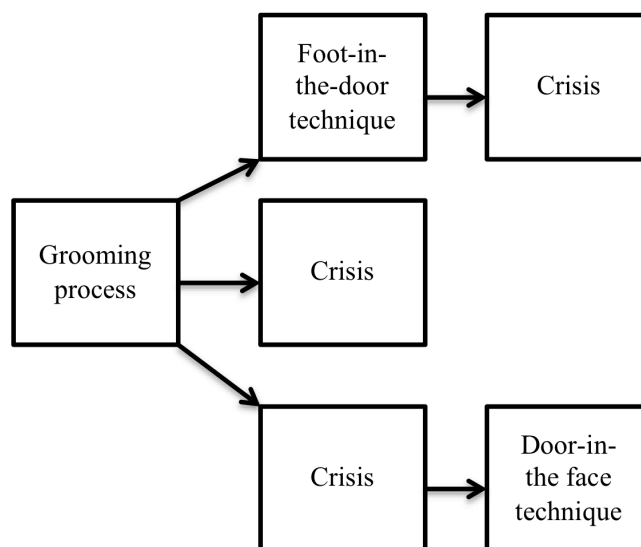 Foot-in-
the-door
technique
Crisis
Grooming
process
Crisis
Crisis
Door-in-
the face
technique